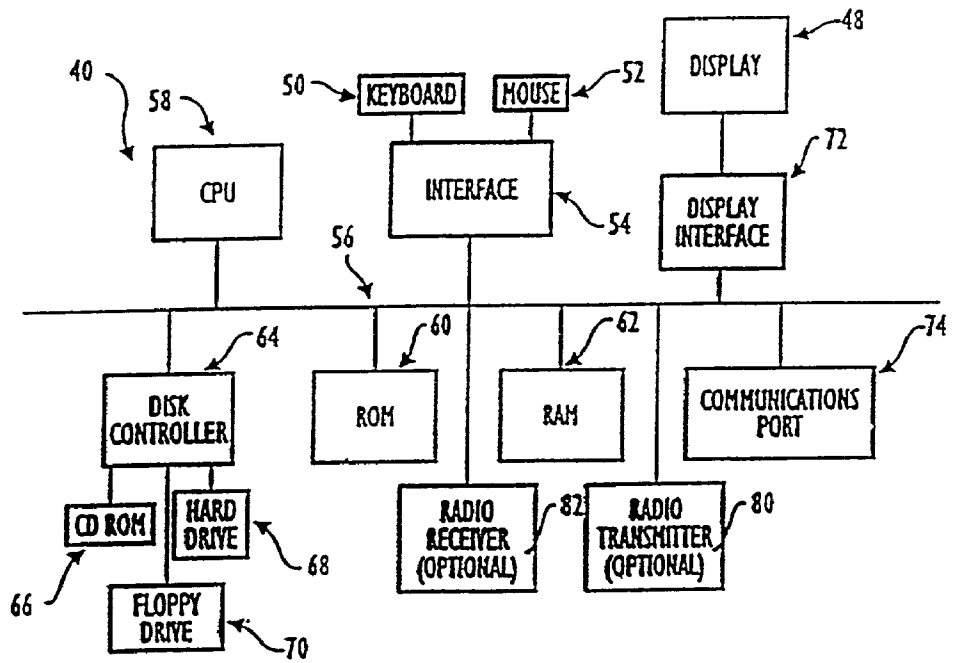 48
DISPLAY
50
KEYBOARD
MOUSE
52
40
58
CPU
INTERFACE
54
72
DISPLAY
INTERFACE
56
64
60
62
74
DISK
CONTROLLER
ROM
RAM
COMMUNICATIONS
PORT
CD ROM
HARD
DRIVE
66
68
FLOPPY
DRIVE
70
RADIO
RECEIVER
(OPTIONAL)
82
RADIO
TRANSMITTER
(OPTIONAL)
80